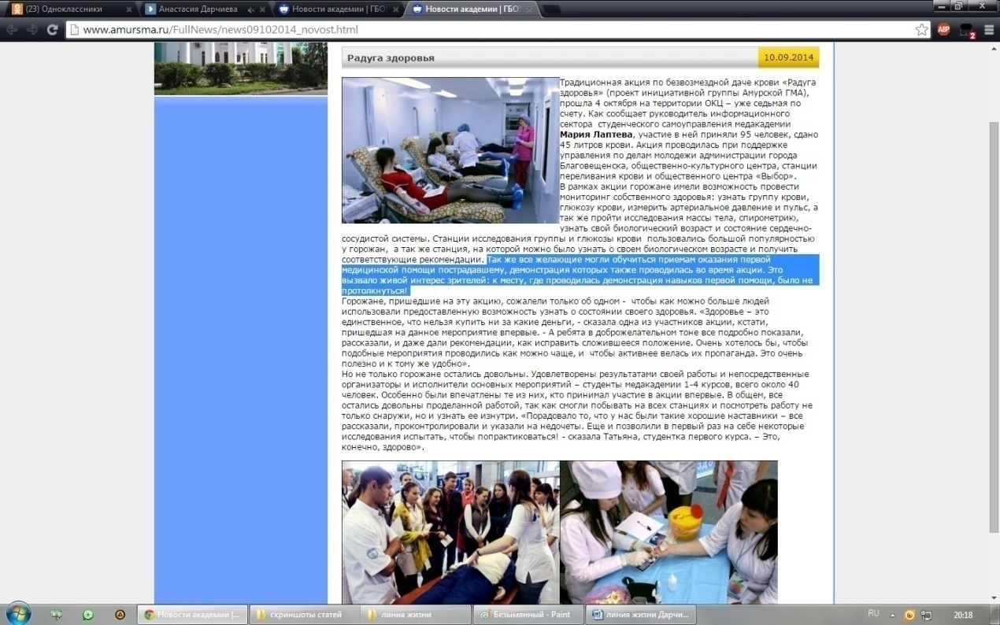 (23) Одноклассники
Анастасия Дарчиева
Новости академии | ГБО
Новости академии | ГБО
www.amursma.ru/FullNews/news09102014_novost.html
ABP
2
Радуга здоровья
10.09.2014
Традиционная акция по безвозмездной даче крови «Радуга
здоровья» (проект инициативной группы Амурской ГМА),
прошла 4 октября на территории ОКЦ – уже седьмая по
счету. Как сообщает руководитель информационного
сектора студенческого самоуправления медакадемии
Мария Лаптева, участие в ней приняли 95 человек, сдано
45 литров крови. Акция проводилась при поддержке
управления по делам молодежи администрации города
Благовещенска, общественно-культурного центра, станции
переливания крови и общественного центра «Выбор».
В рамках акции горожане имели возможность провести
мониторинг собственного здоровья: узнать группу крови,
глюкозу крови, измерить артериальное давление и пульс, а
так же пройти исследования массы тела, спирометрию,
узнать свой биологический возраст и состояние сердечно-
сосудистой системы. Станции исследования группы и глюкозы крови пользовались большой популярностью
у горожан, а так же станция, на которой можно было узнать о своем биологическом возрасте и получить
соответствующие рекомендации. Так же все желающие могли обучиться приемам оказания первой
медицинской помощи пострадавшему, демонстрация которых также проводилась во время акции. Это
вызвало живой интерес зрителей: к месту, где проводилась демонстрация навыков первой помощи, было не
протолкнуться!
Горожане, пришедшие на эту акцию, сожалели только об одном - чтобы как можно больше людей
использовали предоставленную возможность узнать о состоянии своего здоровья. «Здоровье – это
единственное, что нельзя купить ни за какие деньги, - сказала одна из участников акции, кстати,
пришедшая на данное мероприятие впервые. - А ребята в доброжелательном тоне все подробно показали,
рассказали, и даже дали рекомендации, как исправить сложившееся положение. Очень хотелось бы, чтобы
подобные мероприятия проводились как можно чаще, и чтобы активнее велась их пропаганда. Это очень
полезно и к тому же удобно».
Но не только горожане остались довольны. Удовлетворены результатами своей работы и непосредственные
организаторы и исполнители основных мероприятий – студенты медакадемии 1-4 курсов, всего около 40
человек. Особенно были впечатлены те из них, кто принимал участие в акции впервые. В общем, все
остались довольны проделанной работой, так как смогли побывать на всех станциях и посмотреть работу не
только снаружи, но и узнать ее изнутри. «Порадовало то, что у нас были такие хорошие наставники – все
рассказали, проконтролировали и указали на недочеты. Еще и позволили в первый раз на себе некоторые
исследования испытать, чтобы попрактиковаться! - сказала Татьяна, студентка первого курса. – Это,
конечно, здорово».
Новости академии |...
скриншоты статей
линия жизни
Безымянный - Paint
линия жизни Дарчи...
RU
20:18